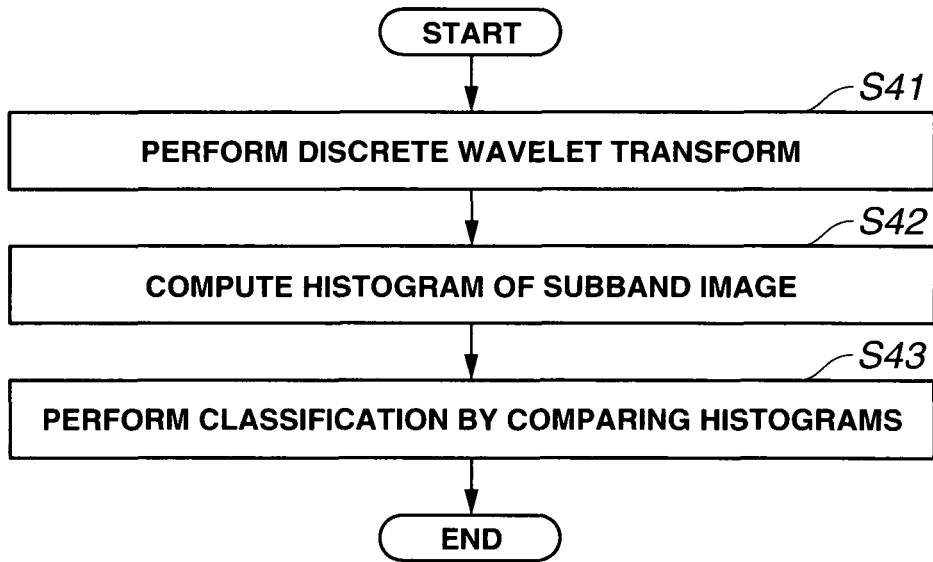 START
S41
PERFORM DISCRETE WAVELET TRANSFORM
S42
COMPUTE HISTOGRAM OF SUBBAND IMAGE
S43
PERFORM CLASSIFICATION BY COMPARING HISTOGRAMS
END